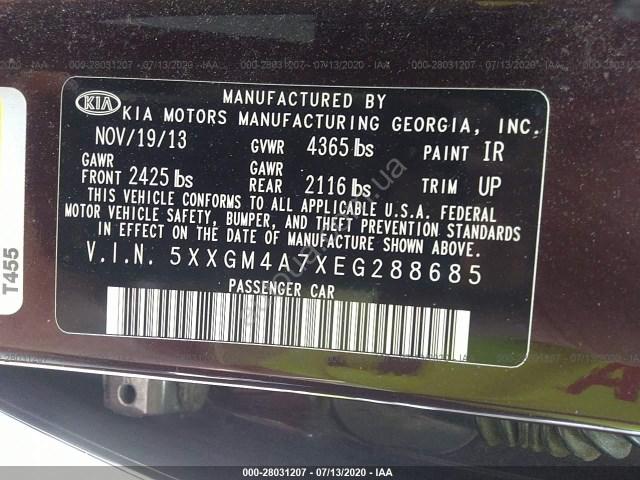 000-28031207 - 07/13/2020 - IAA
MANUFACTURED BY
KIA
KIA MOTORS MANUFACTURING GEORGIA, INC.
NOV/19/13 GVWR 4365 lbs PAINT IR
GAWR FRONT 2425 lbs GAWR REAR 2116 lbs TRIM UP
THIS VEHICLE CONFORMS TO ALL APPLICABLE U.S.A. FEDERAL
MOTOR VEHICLE SAFETY, BUMPER, AND THEFT PREVENTION STANDARDS
IN EFFECT ON THE DATE OF MANUFACTURE SHOWN ABOVE.
V.I.N. 5XXGM4A7XEG288685
PASSENGER CAR
T455
000-28031207 - 07/13/2020 - IAA